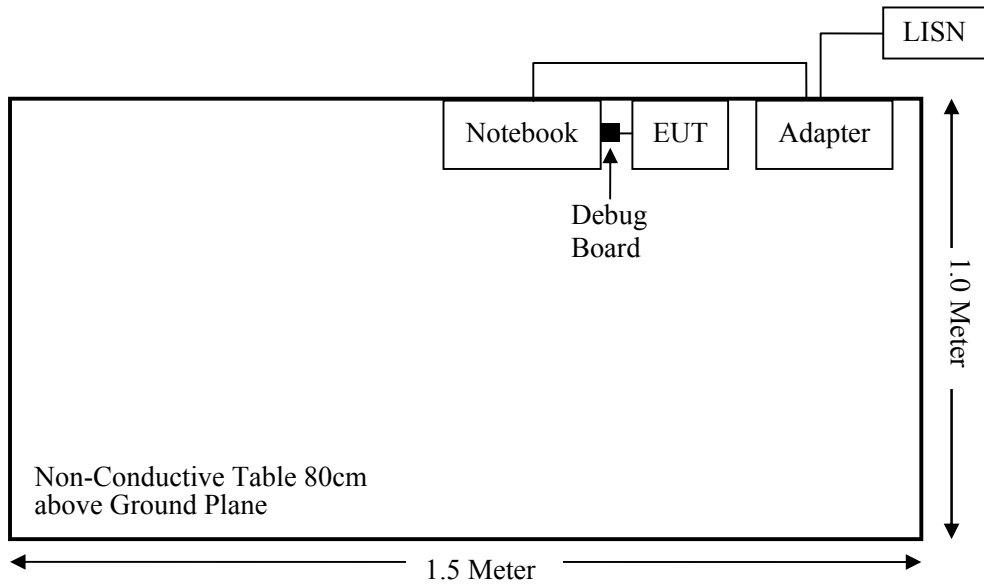 LISN
Notebook
EUT
Adapter
Debug
Board
1.0 Meter
Non-Conductive Table 80cm
above Ground Plane
1.5 Meter